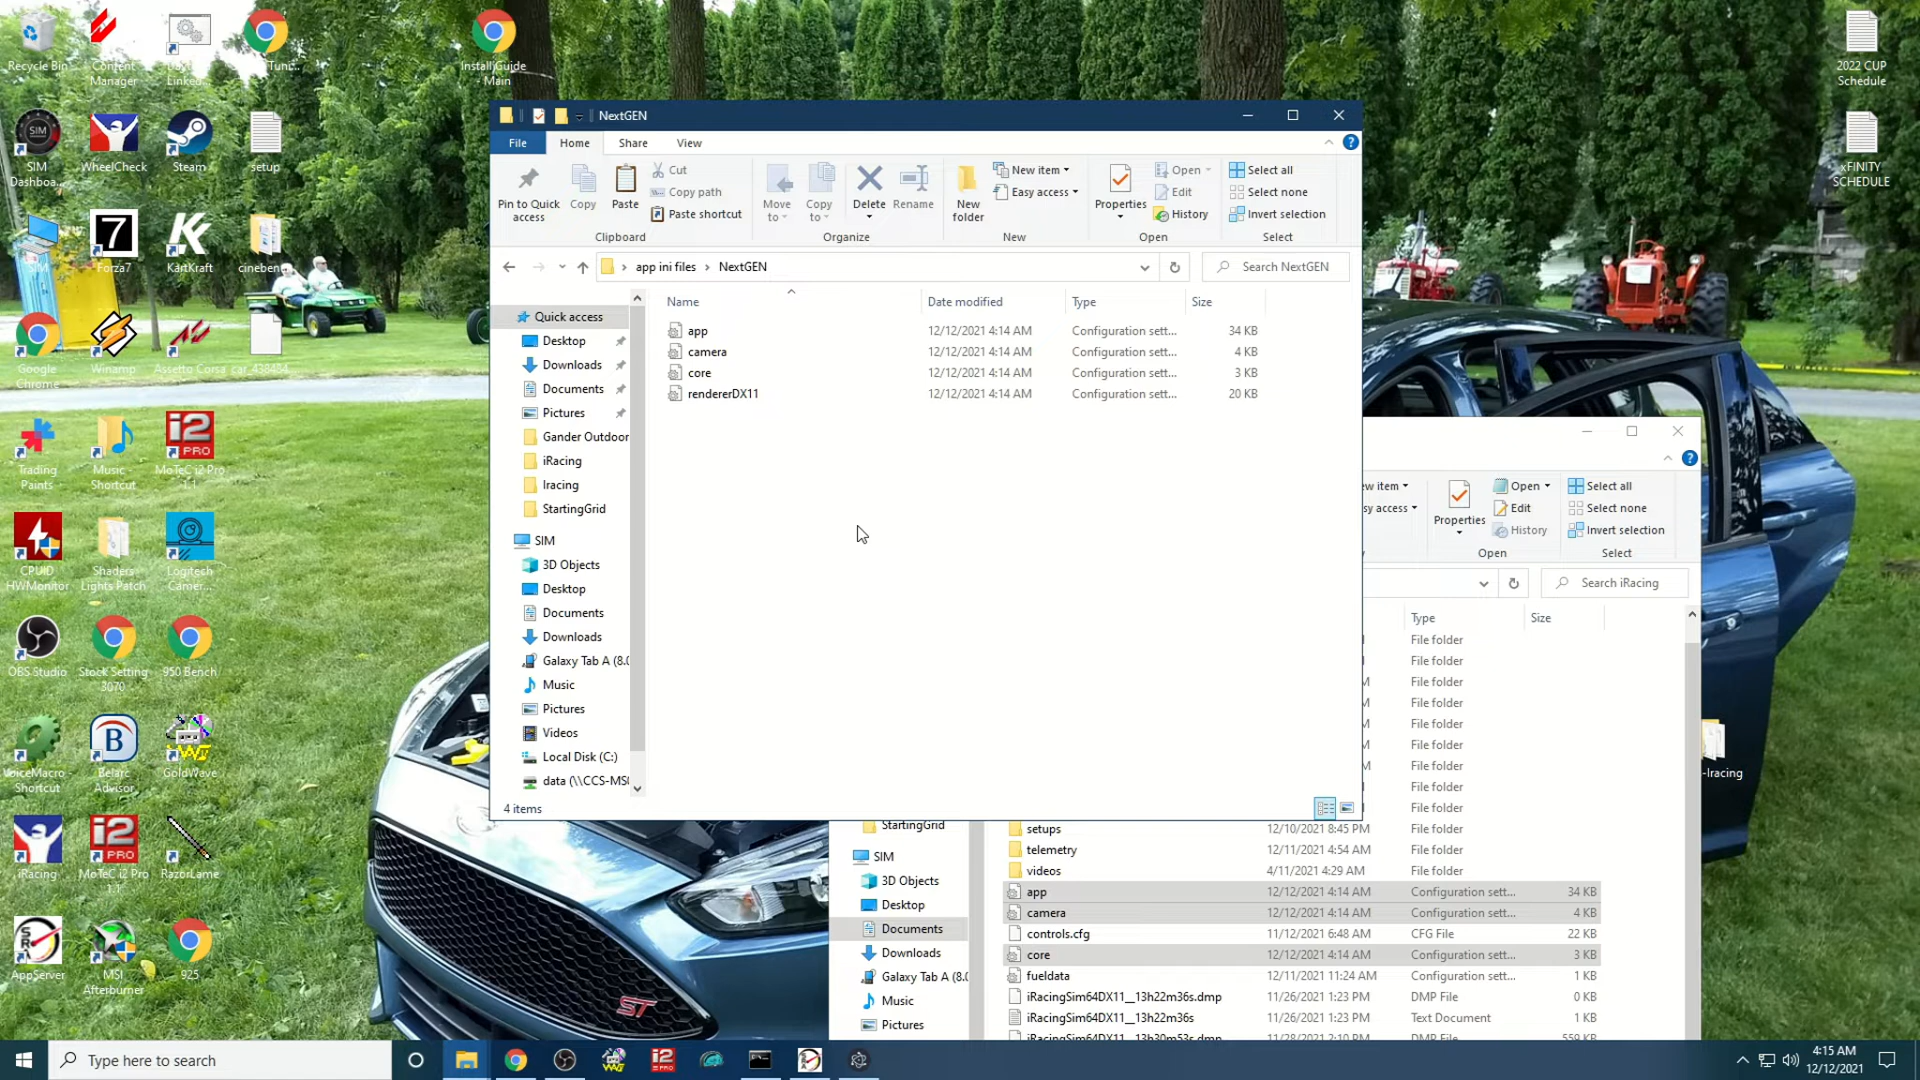 Recycle Bin
Content
Manager
Linked...
Tuni...
Install Guide
- Main
2022 CUP
Schedule
SIM
Dashboa...
WheelCheck
Steam
setup
xFINITY
SCHEDULE
SIM
Forza7
KartKraft
cineben...
Google
Chrome
Winamp
Assetto Corsa
car_438484...
Trading
Paints
Music -
Shortcut
MoTeC i2 Pro
1.1
CPUID
HWMonitor
Shaders
Lights Patch
Logitech
Camer...
OBS Studio
Stock Setting
3070
950 Bench
VoiceMacro -
Shortcut
Belarc
Advisor
GoldWave
iRacing
MoTeC i2 Pro
1.1
RazorLame
AppServer
MSI
Afterburner
925
-Iracing
NextGEN
File
Home
Share
View
Pin to Quick
access
Copy
Paste
Cut
Copy path
Paste shortcut
Clipboard
Move
to
Copy
to
Delete
Rename
Organize
New
folder
New item
Easy access
New
Properties
Open
Edit
History
Open
Select all
Select none
Invert selection
Select
app ini files
NextGEN
Search NextGEN
Name
Date modified
Type
Size
app 12/12/2021 4:14 AM Configuration sett... 34 KB
camera 12/12/2021 4:14 AM Configuration sett... 4 KB
core 12/12/2021 4:14 AM Configuration sett... 3 KB
rendererDX11 12/12/2021 4:14 AM Configuration sett... 20 KB
Quick access
Desktop
Downloads
Documents
Pictures
Gander Outdoor
iRacing
Iracing
StartingGrid
SIM
3D Objects
Desktop
Documents
Downloads
Galaxy Tab A (8.0
Music
Pictures
Videos
Local Disk (C:)
data (\\CCS-MS
4 items
ew item
sy access
Properties
Open
Edit
History
Open
Select all
Select none
Invert selection
Select
Search iRacing
Type
Size
File folder
File folder
File folder
File folder
File folder
File folder
File folder
File folder
File folder
setups 12/10/2021 8:45 PM File folder
telemetry 12/11/2021 4:54 AM File folder
videos 4/11/2021 4:29 AM File folder
app 12/12/2021 4:14 AM Configuration sett... 34 KB
camera 12/12/2021 4:14 AM Configuration sett... 4 KB
controls.cfg 11/12/2021 6:48 AM CFG File 22 KB
core 12/12/2021 4:14 AM Configuration sett... 3 KB
fueldata 12/11/2021 11:24 AM Configuration sett... 1 KB
iRacingSim64DX11__13h22m36s.dmp 11/26/2021 1:23 PM DMP File 0 KB
iRacingSim64DX11__13h22m36s 11/26/2021 1:23 PM Text Document 1 KB
iRacingSim64DX11__13h30m53s.dmp 11/28/2021 2:10 PM DMP File 559 KB
StartingGrid
SIM
3D Objects
Desktop
Documents
Downloads
Galaxy Tab A (8.0
Music
Pictures
ST
Type here to search
4:15 AM
12/12/2021